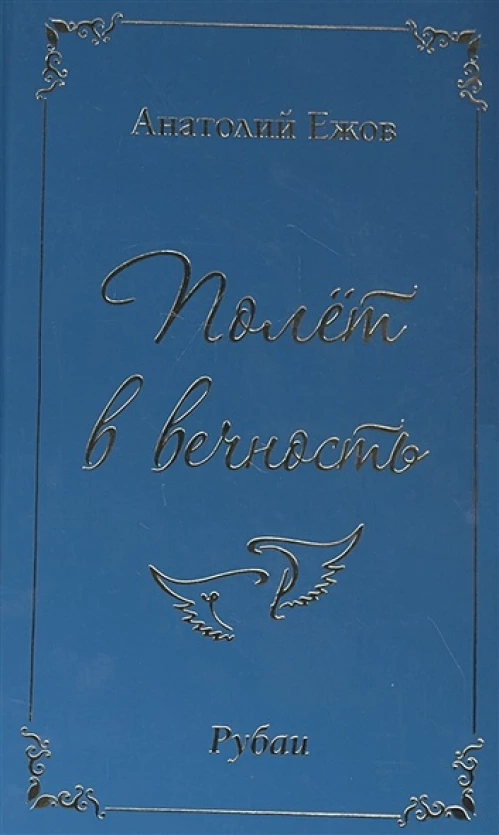 Анатолий Ежов
Полёт
в вечность
Рубаи